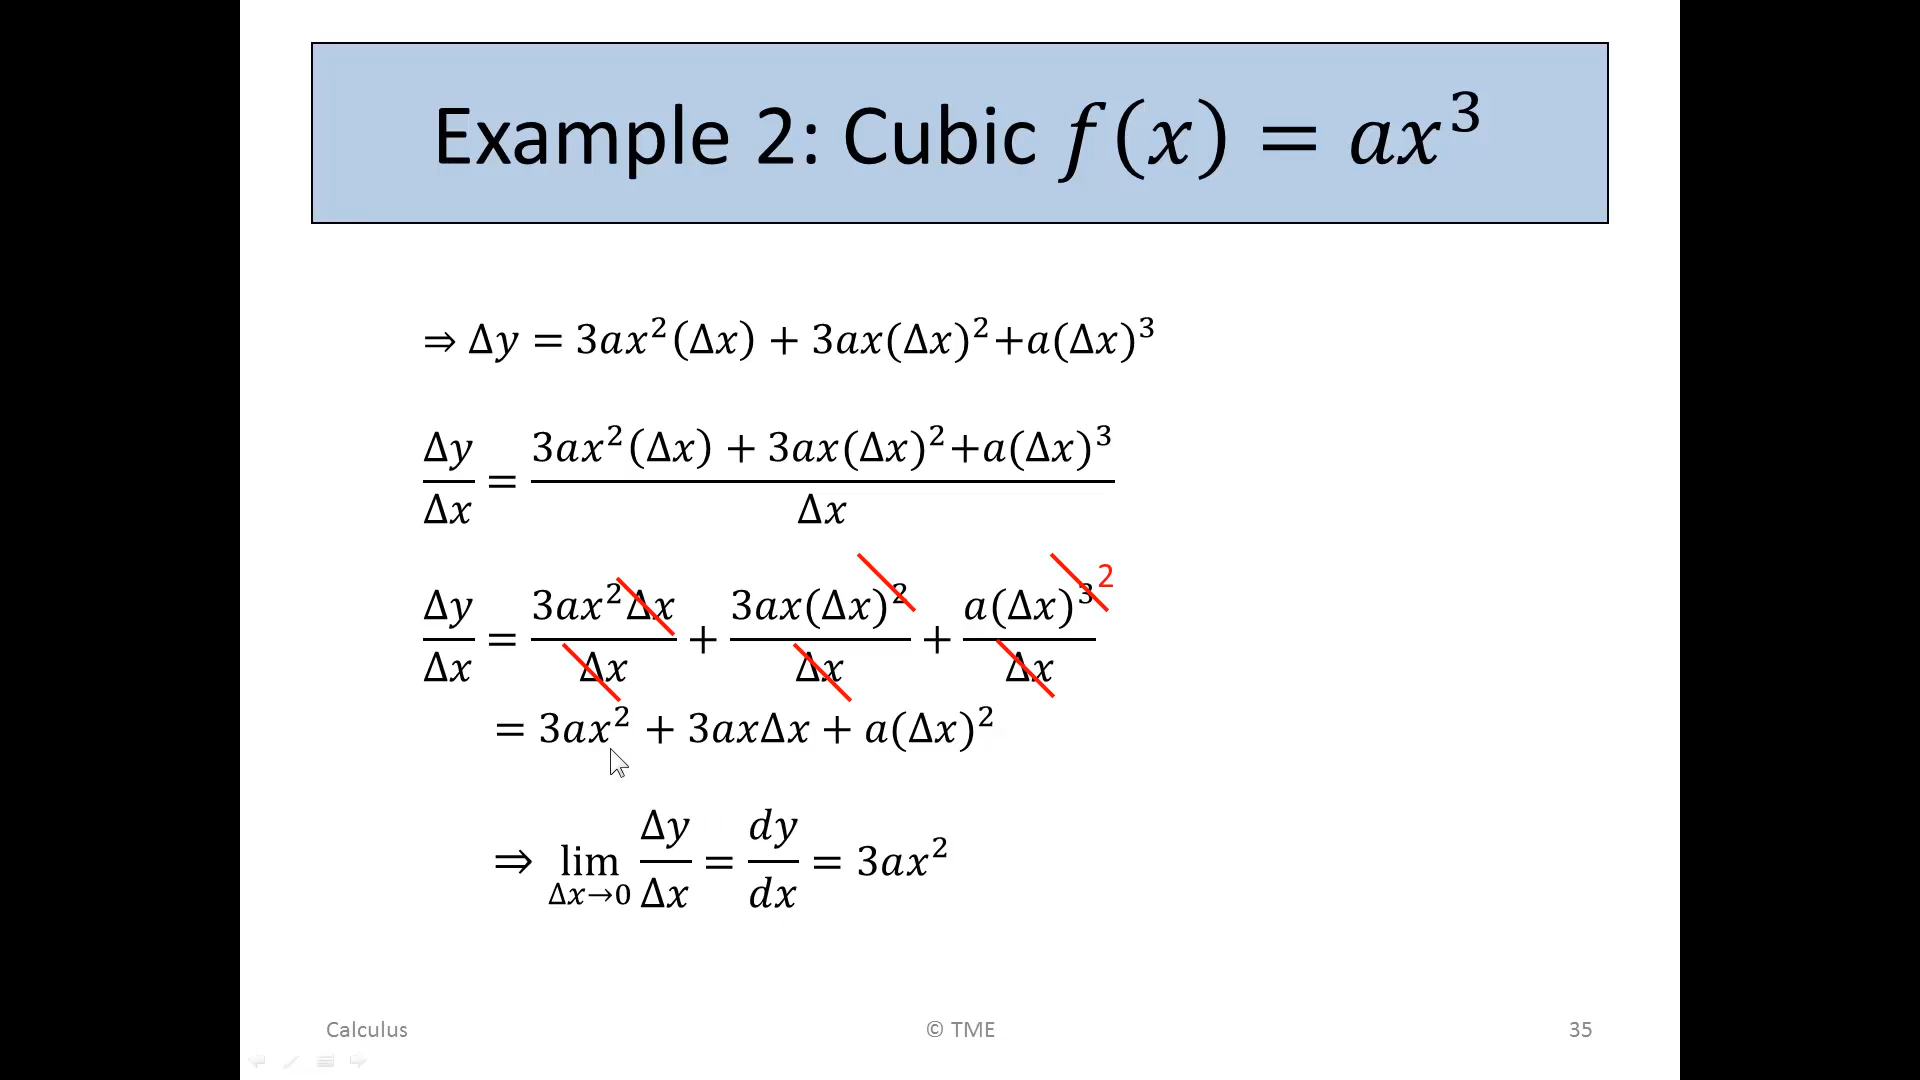 Example 2: Cubic f(x) = ax³
⇒ Δy = 3ax²(Δx) + 3ax(Δx)²+a(Δx)³
Δy/Δx = (3ax²(Δx) + 3ax(Δx)²+a(Δx)³)/Δx
Δy/Δx = 3ax²Δx/Δx + 3ax(Δx)²/Δx + a(Δx)³/Δx 2
= 3ax² + 3axΔx + a(Δx)²
⇒ lim Δx→0 Δy/Δx = dy/dx = 3ax²
Calculus © TME 35